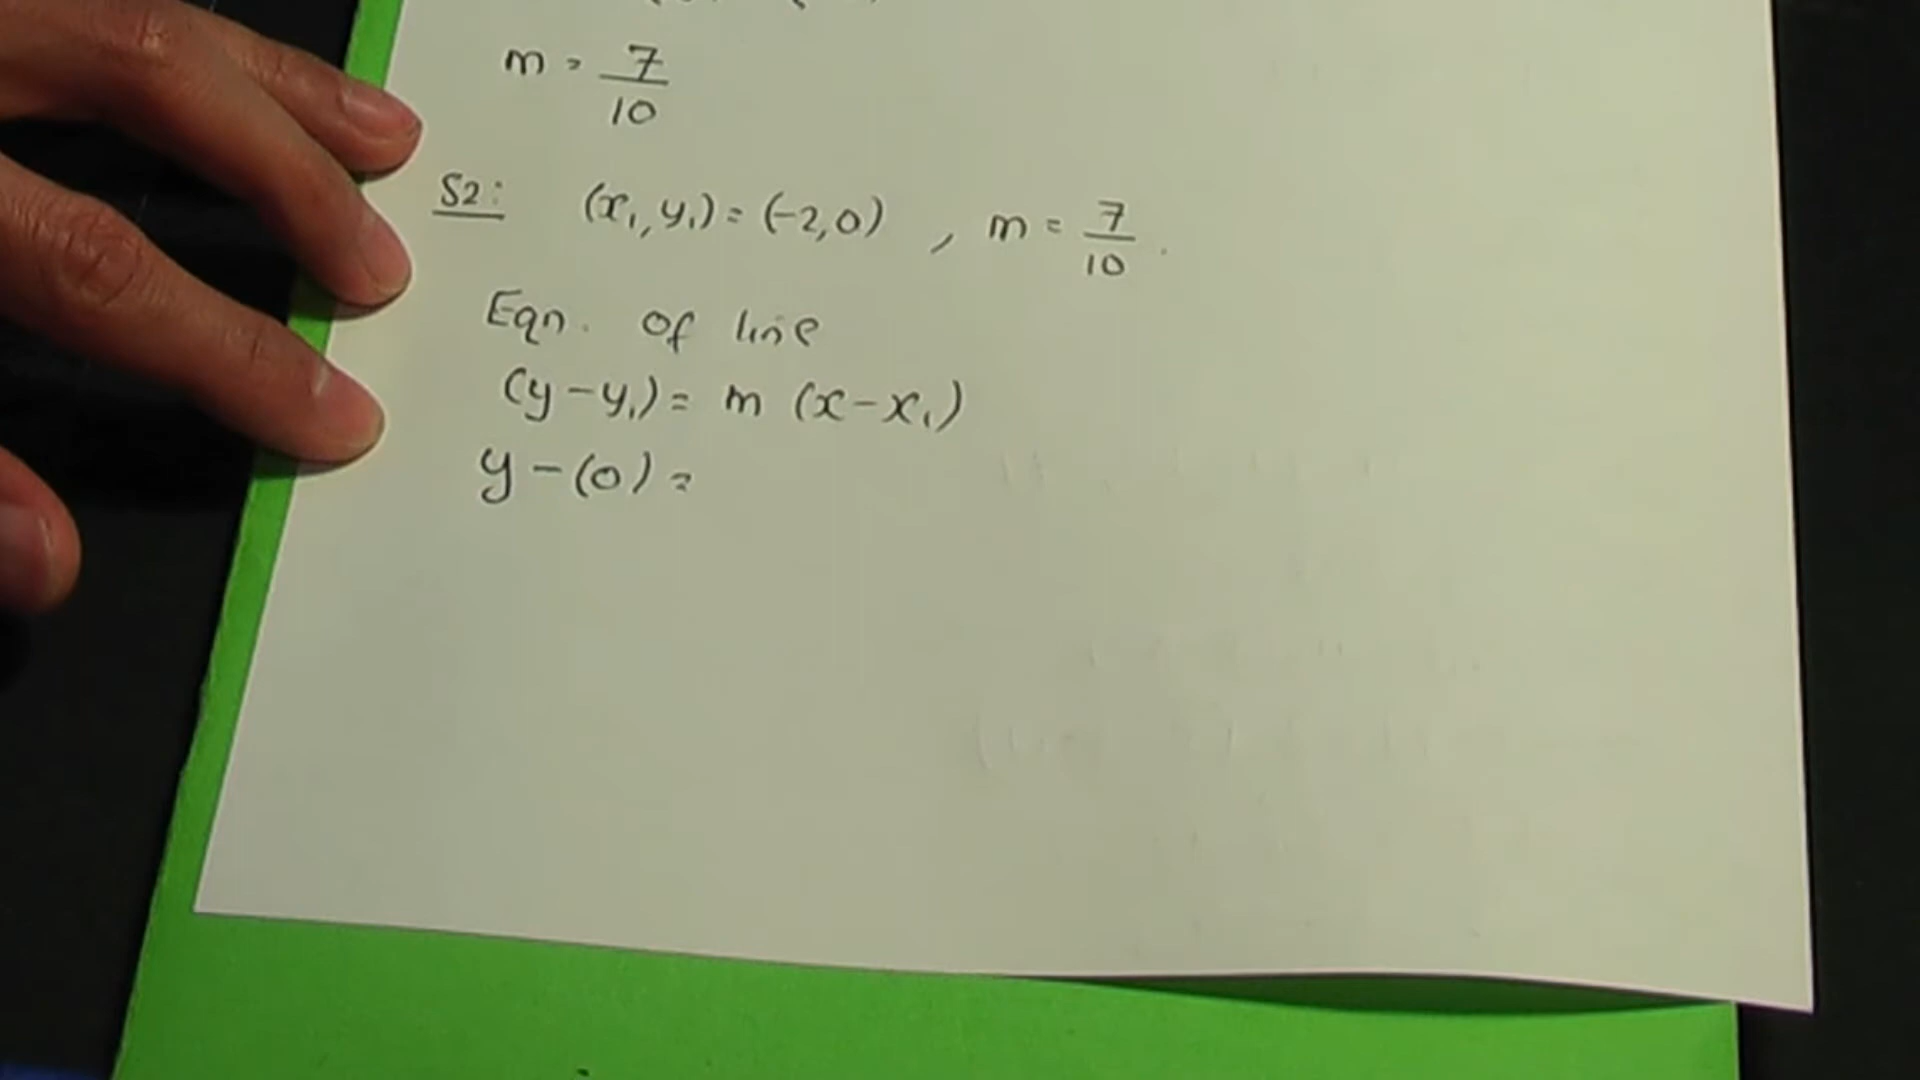 m = 7/10
S2: (x₁, y₁) = (-2,0) , m = 7/10.
Eqn. of line
(y - y₁) = m (x - x₁)
y - (0) =